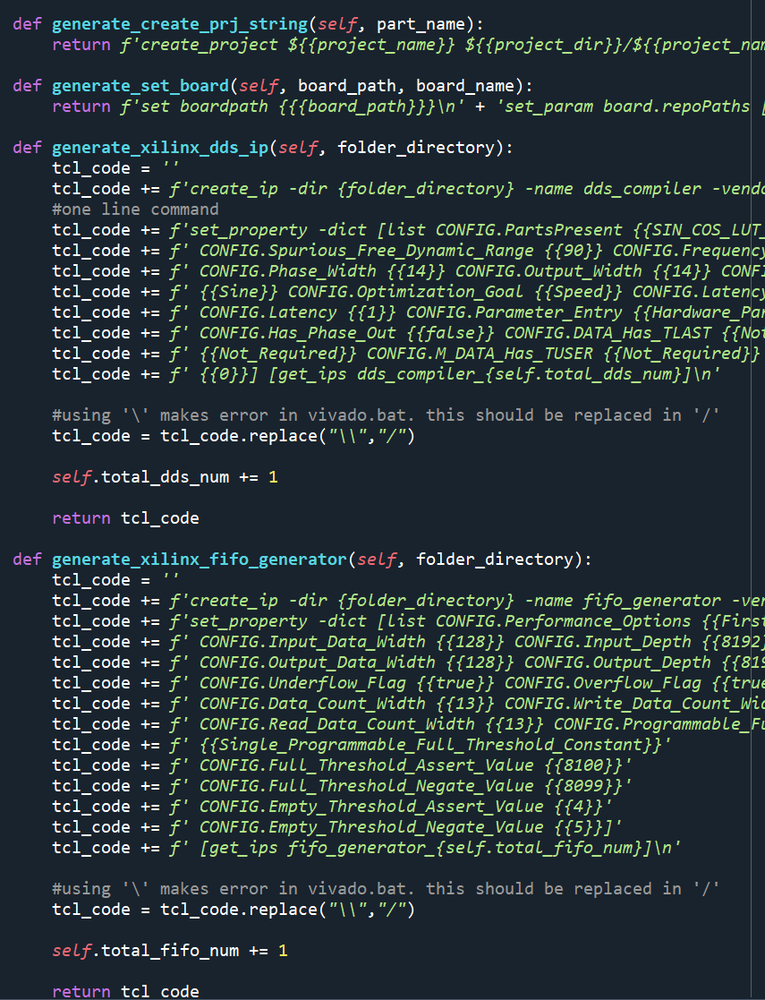 def generate_create_prj_string(self, part_name):
    return f'create_project ${{project_name}} ${{project_dir}}/${{project_nam
def generate_set_board(self, board_path, board_name):
    return f'set boardpath {{{board_path}}}\n' + 'set_param board.repoPaths [
def generate_xilinx_dds_ip(self, folder_directory):
    tcl_code = ''
    tcl_code += f'create_ip -dir {folder_directory} -name dds_compiler -vendo
    #one line command
    tcl_code += f'set_property -dict [list CONFIG.PartsPresent {{SIN_COS_LUT_
    tcl_code += f' CONFIG.Spurious_Free_Dynamic_Range {{90}} CONFIG.Frequency
    tcl_code += f' CONFIG.Phase_Width {{14}} CONFIG.Output_Width {{14}} CONFI
    tcl_code += f' {{Sine}} CONFIG.Optimization_Goal {{Speed}} CONFIG.Latency
    tcl_code += f' CONFIG.Latency {{1}} CONFIG.Parameter_Entry {{Hardware_Par
    tcl_code += f' CONFIG.Has_Phase_Out {{false}} CONFIG.DATA_Has_TLAST {{Not
    tcl_code += f' {{Not_Required}} CONFIG.M_DATA_Has_TUSER {{Not_Required}}
    tcl_code += f' {{0}}] [get_ips dds_compiler_{self.total_dds_num}]\n'
    #using '\' makes error in vivado.bat. this should be replaced in '/'
    tcl_code = tcl_code.replace("\\","/")
    self.total_dds_num += 1
    return tcl_code
def generate_xilinx_fifo_generator(self, folder_directory):
    tcl_code = ''
    tcl_code += f'create_ip -dir {folder_directory} -name fifo_generator -ven
    tcl_code += f'set_property -dict [list CONFIG.Performance_Options {{First
    tcl_code += f' CONFIG.Input_Data_Width {{128}} CONFIG.Input_Depth {{8192}
    tcl_code += f' CONFIG.Output_Data_Width {{128}} CONFIG.Output_Depth {{819
    tcl_code += f' CONFIG.Underflow_Flag {{true}} CONFIG.Overflow_Flag {{true
    tcl_code += f' CONFIG.Data_Count_Width {{13}} CONFIG.Write_Data_Count_Wid
    tcl_code += f' CONFIG.Read_Data_Count_Width {{13}} CONFIG.Programmable_Fu
    tcl_code += f' {{Single_Programmable_Full_Threshold_Constant}}'
    tcl_code += f' CONFIG.Full_Threshold_Assert_Value {{8100}}'
    tcl_code += f' CONFIG.Full_Threshold_Negate_Value {{8099}}'
    tcl_code += f' CONFIG.Empty_Threshold_Assert_Value {{4}}'
    tcl_code += f' CONFIG.Empty_Threshold_Negate_Value {{5}}]'
    tcl_code += f' [get_ips fifo_generator_{self.total_fifo_num}]\n'
    #using '\' makes error in vivado.bat. this should be replaced in '/'
    tcl_code = tcl_code.replace("\\","/")
    self.total_fifo_num += 1
    return tcl_code